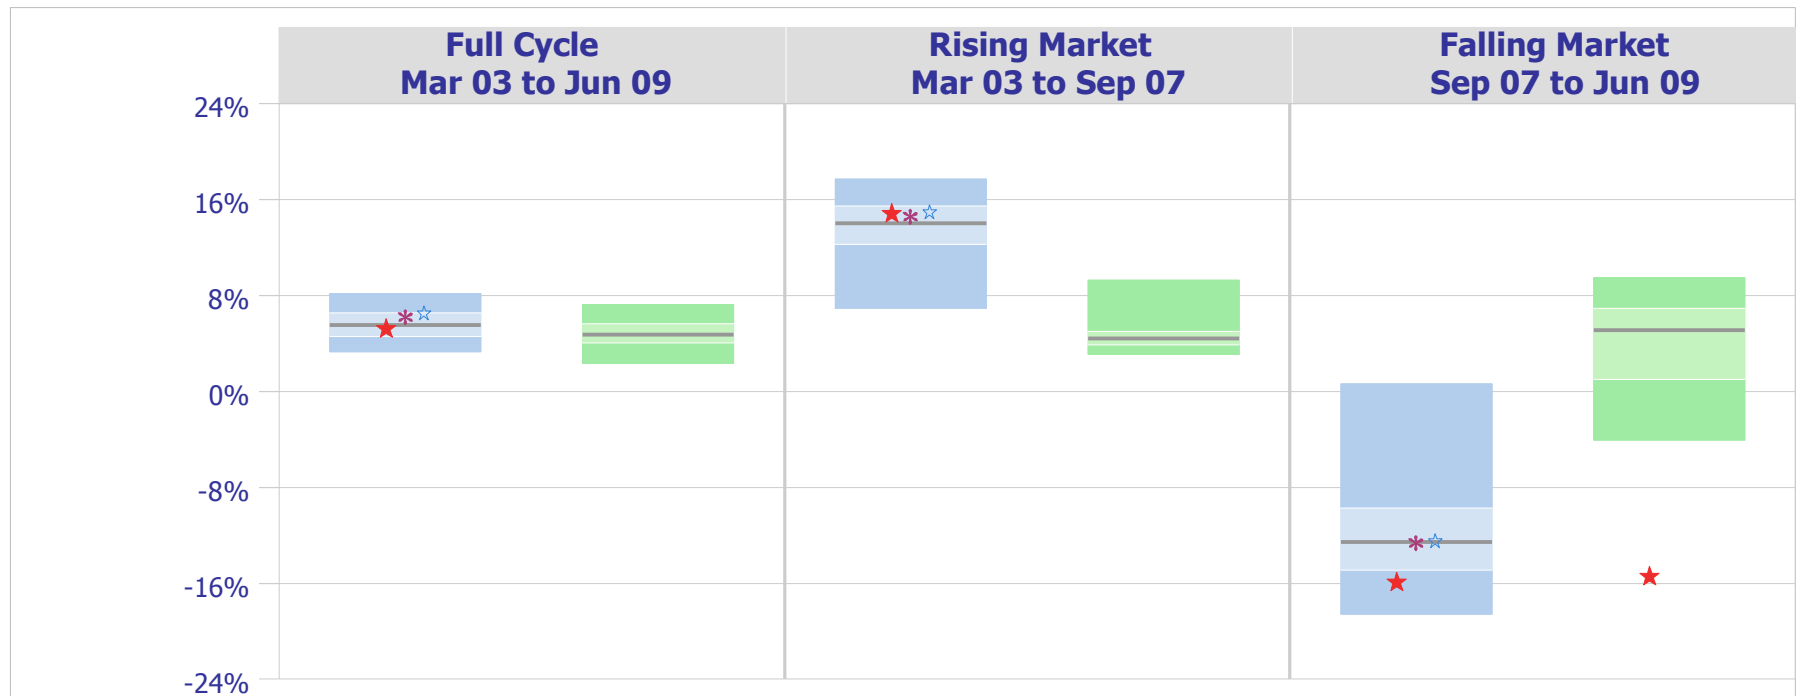 Full Cycle
Mar 03 to Jun 09
Rising Market
Mar 03 to Sep 07
Falling Market
Sep 07 to Jun 09
24%
16%
8%
0%
-8%
-16%
-24%